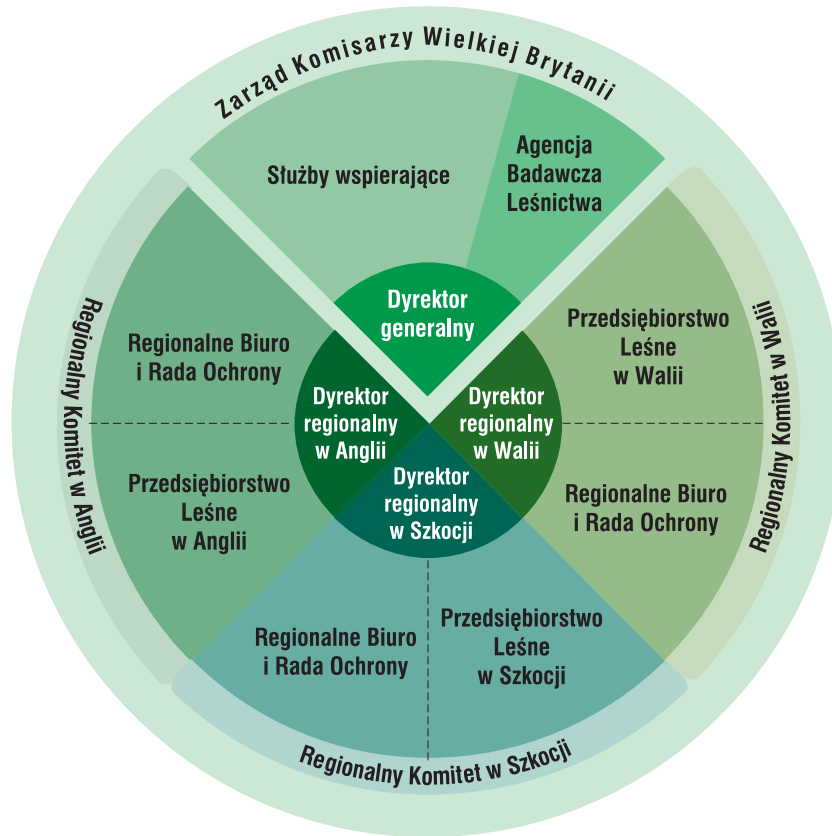 Zarząd Komisarzy Wielkiej Brytanii
Służby wspierające
Agencja
Badawcza
Leśnictwa
Dyrektor
generalny
Regionalny Komitet w Anglii
Regionalne Biuro
i Rada Ochrony
Przedsiębiorstwo
Leśne
w Anglii
Dyrektor
regionalny
w Anglii
Dyrektor
regionalny
w Walii
Dyrektor
regionalny
w Szkocji
Przedsiębiorstwo
Leśne
w Walii
Regionalne Biuro
i Rada Ochrony
Regionalny Komitet w Walii
Regionalne Biuro
i Rada Ochrony
Przedsiębiorstwo
Leśne
w Szkocji
Regionalny Komitet w Szkocji